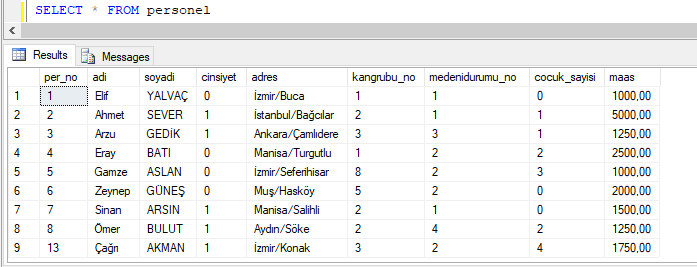 SELECT * FROM personel
Results Messages
per_no adi soyadi cinsiyet adres kangrubu_no medenidurumu_no cocuk_sayisi maas
1 1 Elif YALVAÇ 0 İzmir/Buca 1 1 0 1000,00
2 2 Ahmet SEVER 1 İstanbul/Bağcılar 2 1 1 5000,00
3 3 Arzu GEDİK 1 Ankara/Çamlıdere 3 3 1 1250,00
4 4 Eray BATI 0 Manisa/Turgutlu 1 2 2 2500,00
5 5 Gamze ASLAN 0 İzmir/Seferihisar 8 2 3 1000,00
6 6 Zeynep GÜNEŞ 0 Muş/Hasköy 5 2 0 2000,00
7 7 Sinan ARSIN 1 Manisa/Salihli 2 1 0 1500,00
8 8 Ömer BULUT 1 Aydın/Söke 2 4 2 1250,00
9 13 Çağrı AKMAN 1 İzmir/Konak 3 2 4 1750,00